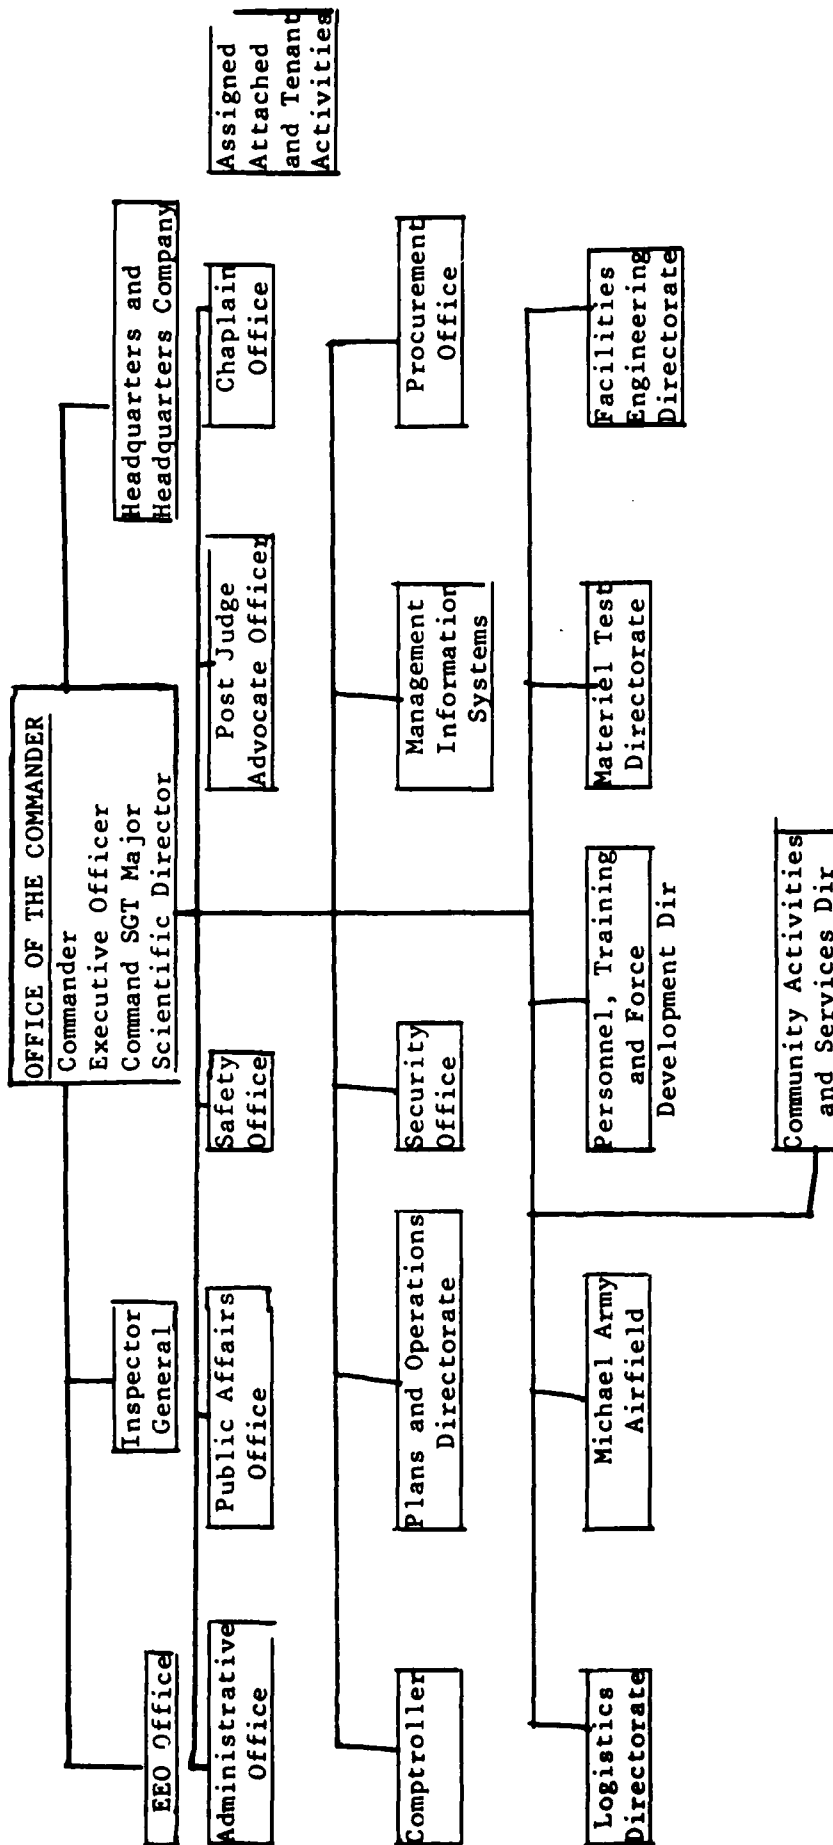 OFFICE OF THE COMMANDER
Commander
Executive Officer
Command SGT Major
Scientific Director
EEO Office
Inspector
General
Headquarters and
Headquarters Company
Administrative
Office
Public Affairs
Office
Safety
Office
Post Judge
Advocate Officer
Chaplain
Office
Assigned
Attached
and Tenant
Activities
Comptroller
Plans and Operations
Directorate
Security
Office
Management
Information
Systems
Procurement
Office
Logistics
Directorate
Michael Army
Airfield
Personnel, Training
and Force
Development Dir
Materiel Test
Directorate
Facilities
Engineering
Directorate
Community Activities
and Services Dir